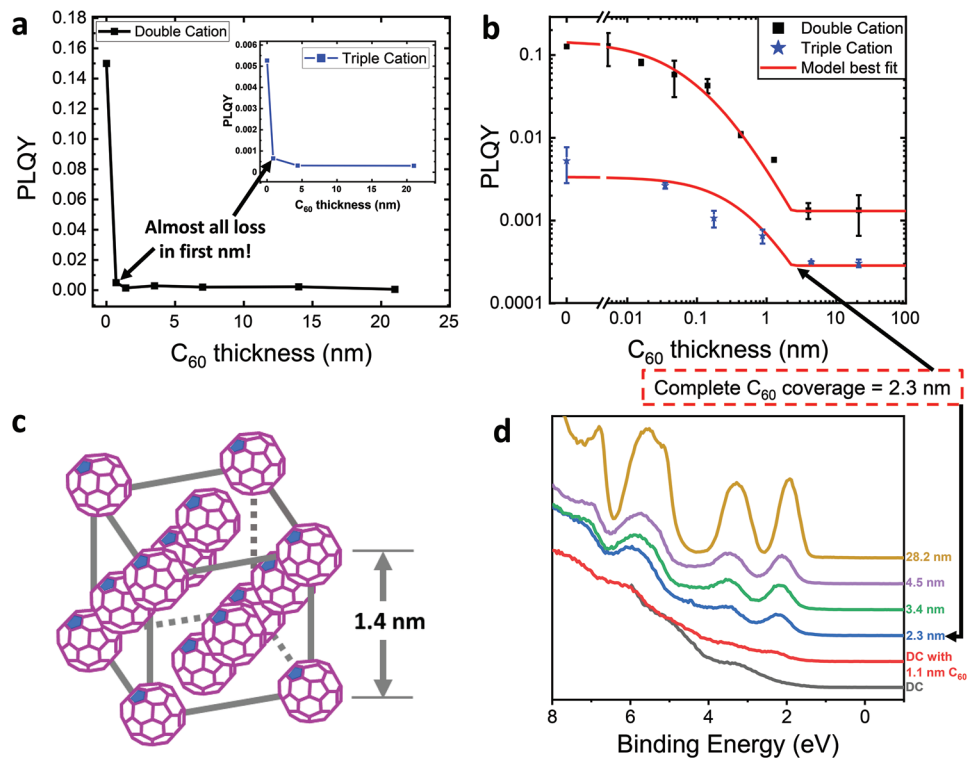 a
0.18
0.16
0.14
0.12
0.10
0.08
0.06
0.04
0.02
0.00
PLQY
Double Cation
0.006
0.005
0.004
0.003
0.002
0.001
0.000
PLQY
Triple Cation
0 5 10 15 20
C60 thickness (nm)
Almost all loss
in first nm!
0 5 10 15 20 25
C60 thickness (nm)
b
0.1
0.01
0.001
0.0001
PLQY
Double Cation
Triple Cation
Model best fit
0 0.01 0.1 1 10 100
C60 thickness (nm)
Complete C60 coverage = 2.3 nm
c
1.4 nm
d
28.2 nm
4.5 nm
3.4 nm
2.3 nm
DC with
1.1 nm C60
DC
8 6 4 2 0
Binding Energy (eV)